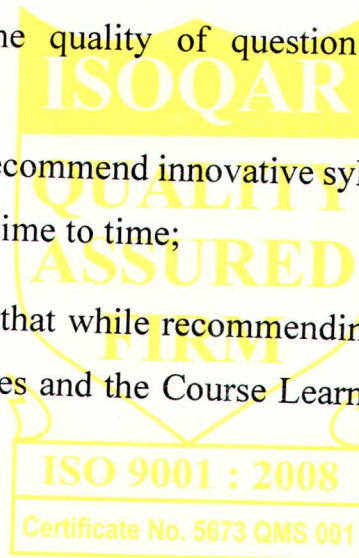 he quality of question
ISOQAR
ecommend innovative syl
QUALITY
ime to time;
ASSURED
that while recommendin
FIRM
es and the Course Learn
ISO 9001 : 2008
Certificate No. 5673 QMS 001